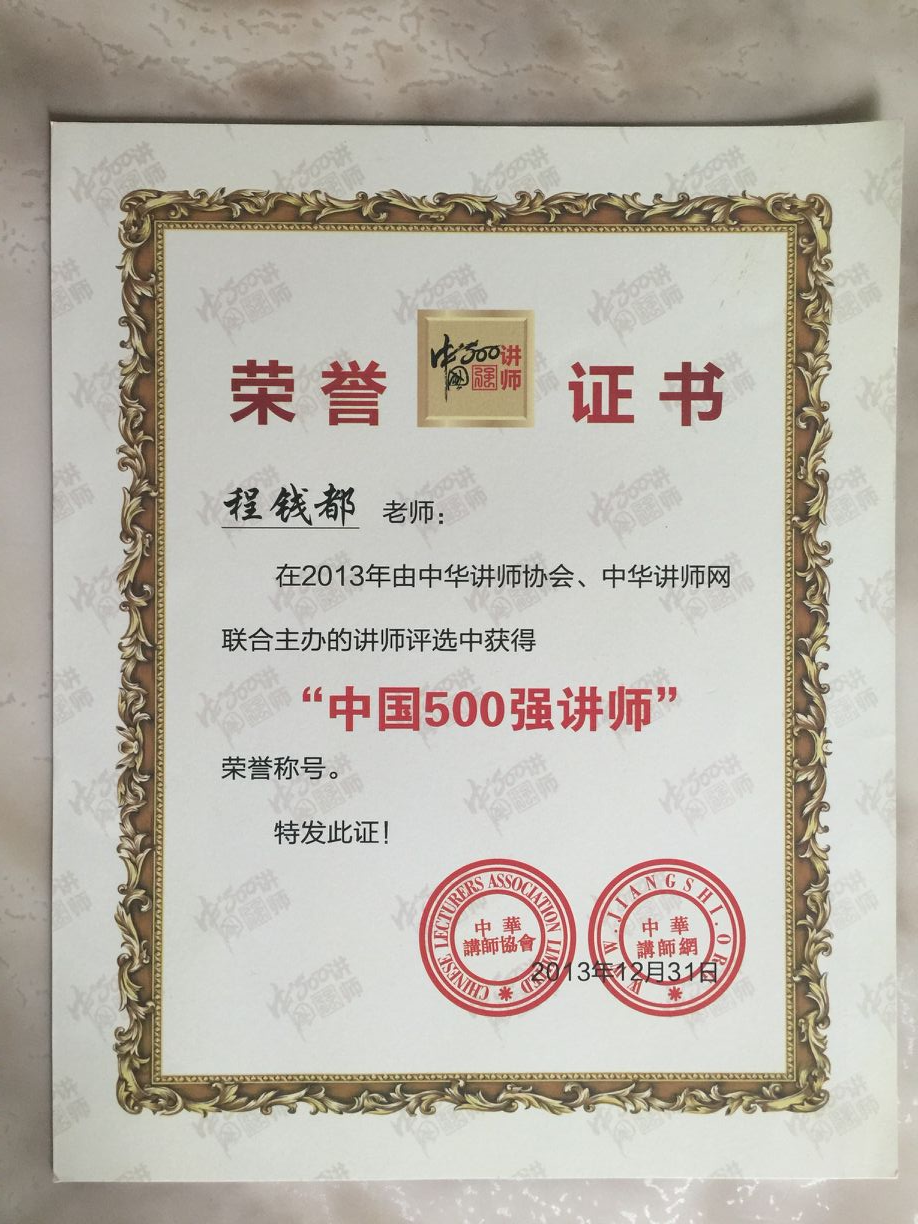 荣誉 中国500强讲师 证书
程钱都 老师：
在2013年由中华讲师协会、中华讲师网
联合主办的讲师评选中获得
“中国500强讲师”
荣誉称号。
特发此证！
CHINESE LECTURERS ASSOCIATION LIMITED
中華
講師協會
WWW.JIANGSHI.ORG
中華
講師網
2013年12月31日